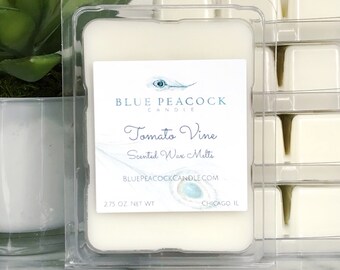 BLUE PEACOCK
CANDLE
Tomato Vine
Scented Wax Melts
BLUEPEACOCKCANDLE.COM
2.75 OZ. NET WT. CHICAGO, IL